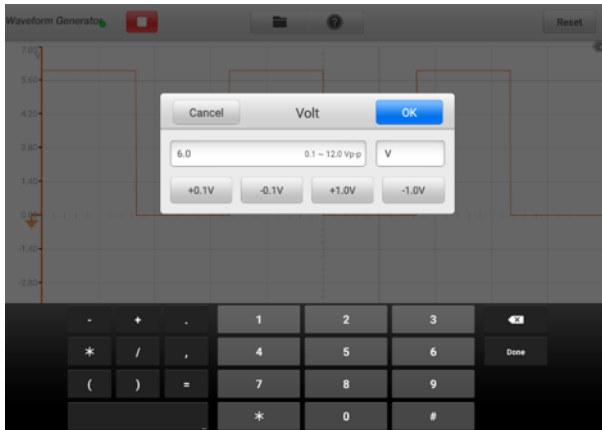 Waveform Generator
Reset
7.00
5.60
4.20
2.80
1.40
0.00
-1.40
-2.80
Cancel
Volt
OK
6.0
0.1 ~ 12.0 Vp-p
V
+0.1V
-0.1V
+1.0V
-1.0V
- + . 1 2 3
* / , 4 5 6 Done
( ) = 7 8 9
* 0 #